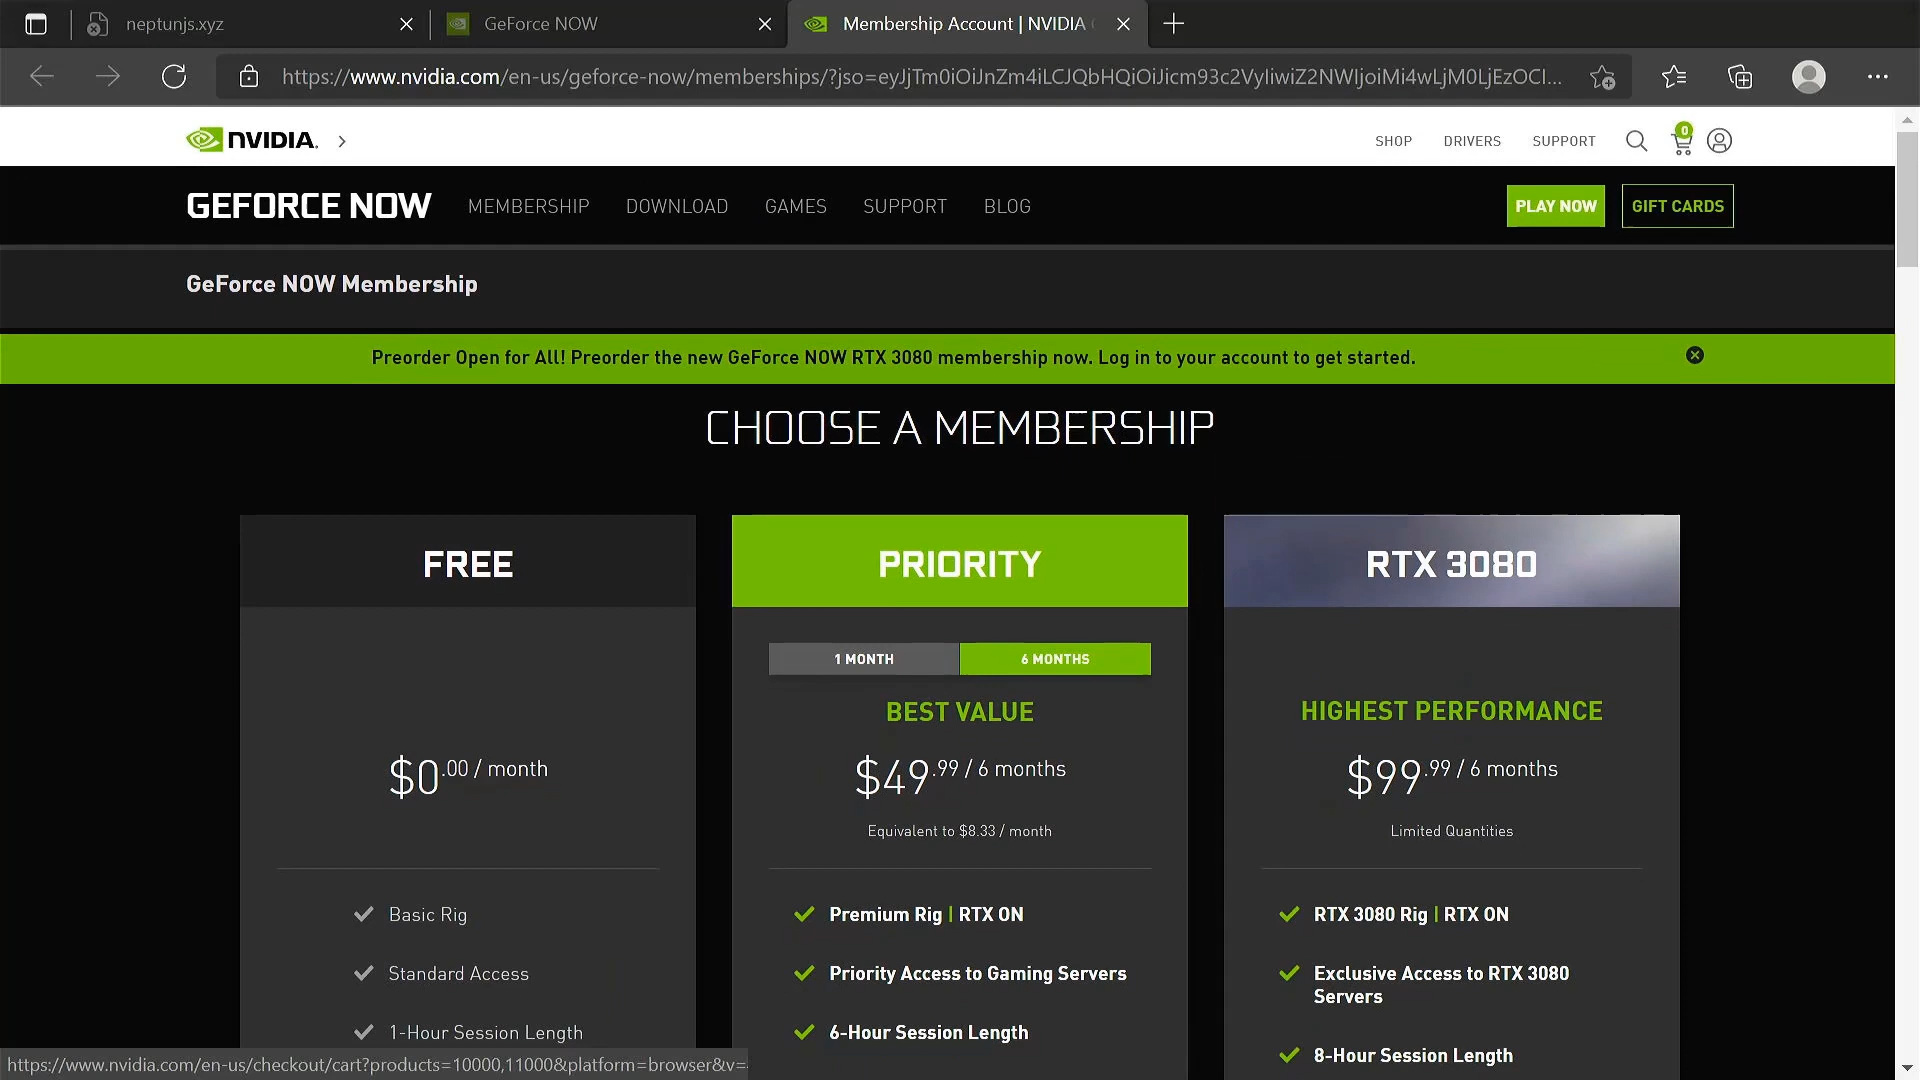 neptunjs.xyz
GeForce NOW
Membership Account | NVIDIA
https://www.nvidia.com/en-us/geforce-now/memberships/?jso=eyJjTm0iOiJnZm4iLCJQbHQiOiJicm93c2VyIiwiZ2NWIjoiMi4wLjM0LjEzOCI...
NVIDIA.
SHOP
DRIVERS
SUPPORT
0
GEFORCE NOW
MEMBERSHIP
DOWNLOAD
GAMES
SUPPORT
BLOG
PLAY NOW
GIFT CARDS
GeForce NOW Membership
Preorder Open for All! Preorder the new GeForce NOW RTX 3080 membership now. Log in to your account to get started.
CHOOSE A MEMBERSHIP
FREE
$0.00 / month
Basic Rig
Standard Access
1-Hour Session Length
PRIORITY
1 MONTH
6 MONTHS
BEST VALUE
$49.99 / 6 months
Equivalent to $8.33 / month
Premium Rig | RTX ON
Priority Access to Gaming Servers
6-Hour Session Length
RTX 3080
HIGHEST PERFORMANCE
$99.99 / 6 months
Limited Quantities
RTX 3080 Rig | RTX ON
Exclusive Access to RTX 3080
Servers
8-Hour Session Length
https://www.nvidia.com/en-us/checkout/cart?products=10000,11000&platform=browser&v=